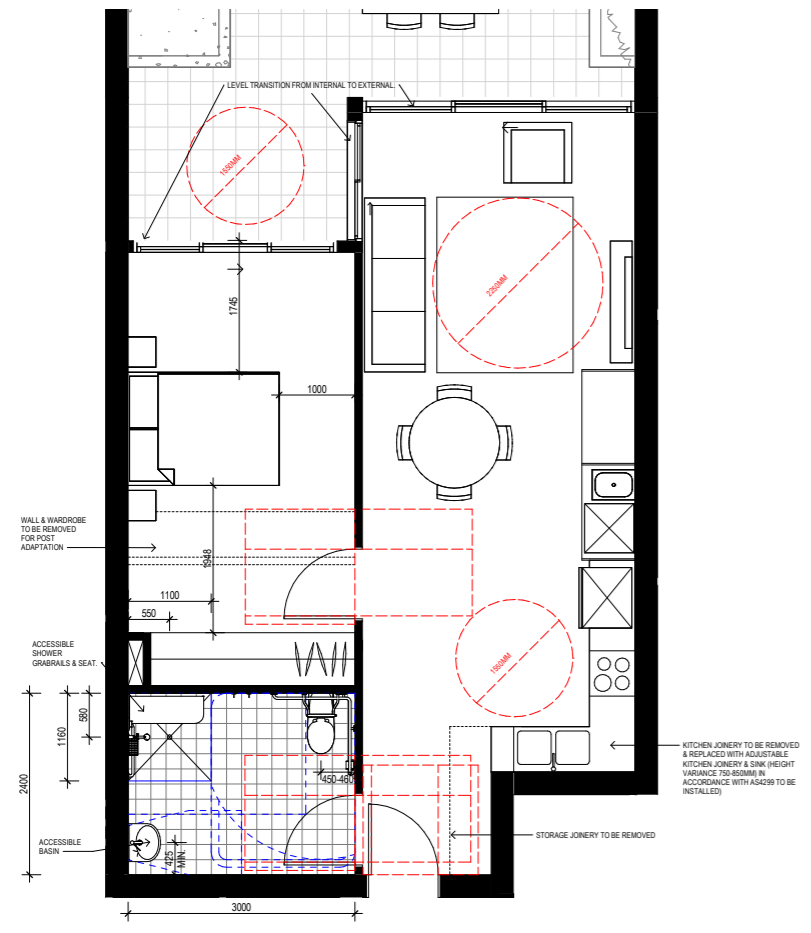 LEVEL TRANSITION FROM INTERNAL TO EXTERNAL.
1550MM
1745
2250MM
1000
WALL & WARDROBE
TO BE REMOVED
FOR POST
ADAPTATION
1948
1100
550
ACCESSIBLE
SHOWER
GRABRAILS & SEAT.
1550MM
580
1160
2400
450-460
KITCHEN JOINERY TO BE REMOVED
& REPLACED WITH ADJUSTABLE
KITCHEN JOINERY & SINK (HEIGHT
VARIANCE 750-850MM) IN
ACCORDANCE WITH AS4299 TO BE
INSTALLED)
STORAGE JOINERY TO BE REMOVED
ACCESSIBLE
BASIN
425
MIN.
3000